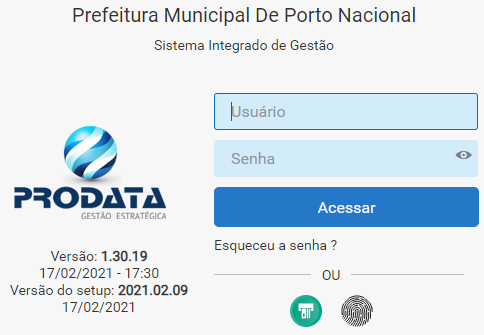 Prefeitura Municipal De Porto Nacional
Sistema Integrado de Gestão
Usuário
Senha
Acessar
Esqueceu a senha ?
OU
PRODATA
GESTÃO ESTRATÉGICA
Versão: 1.30.19
17/02/2021 - 17:30
Versão do setup: 2021.02.09
17/02/2021